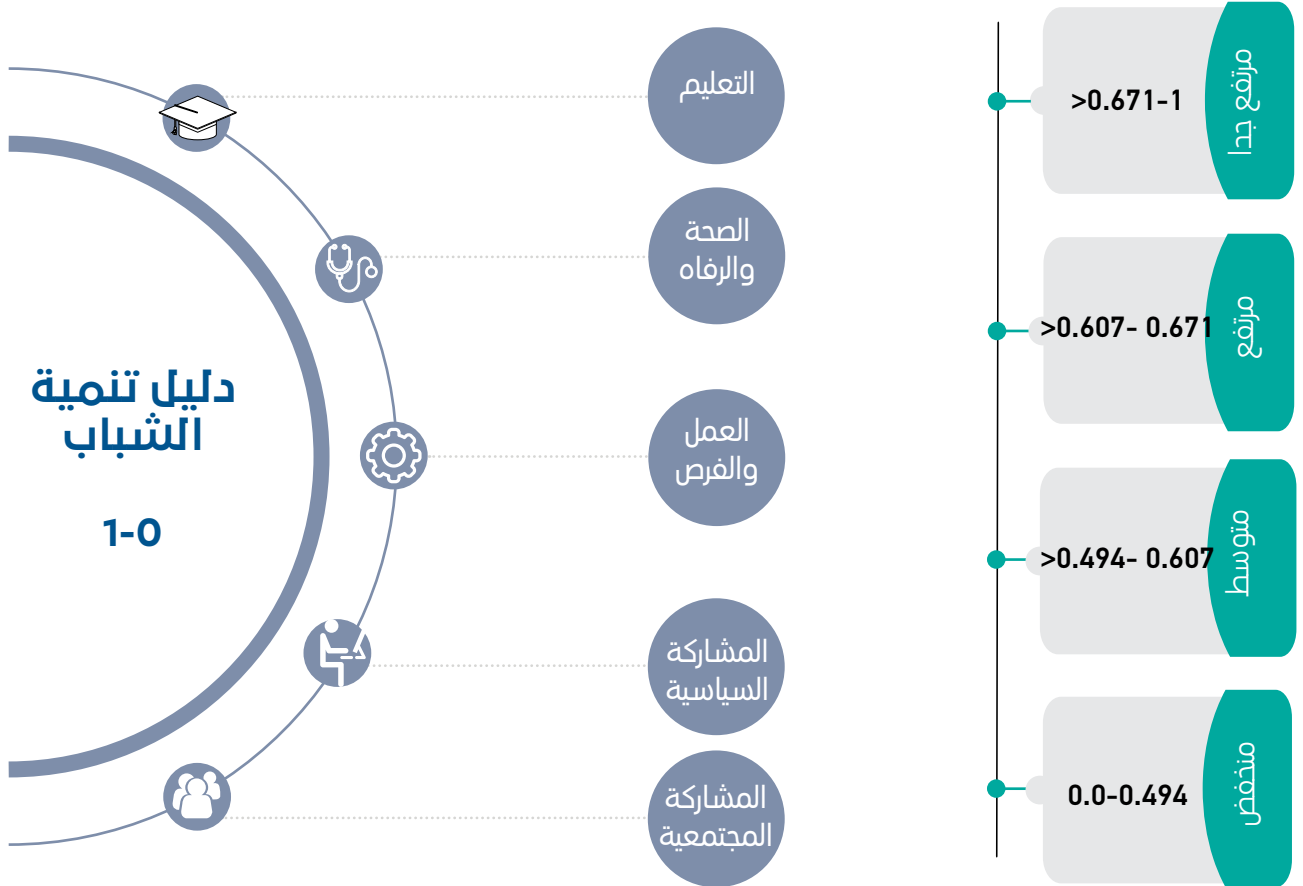 دليل تنمية
الشباب
1-0
التعليم
الصحة
والرفاه
العمل
والفرص
المشاركة
السياسية
المشاركة
المجتمعية
مرتفع جدا
>0.671-1
مرتفع
>0.607- 0.671
متوسط
>0.494- 0.607
منخفض
0.0-0.494